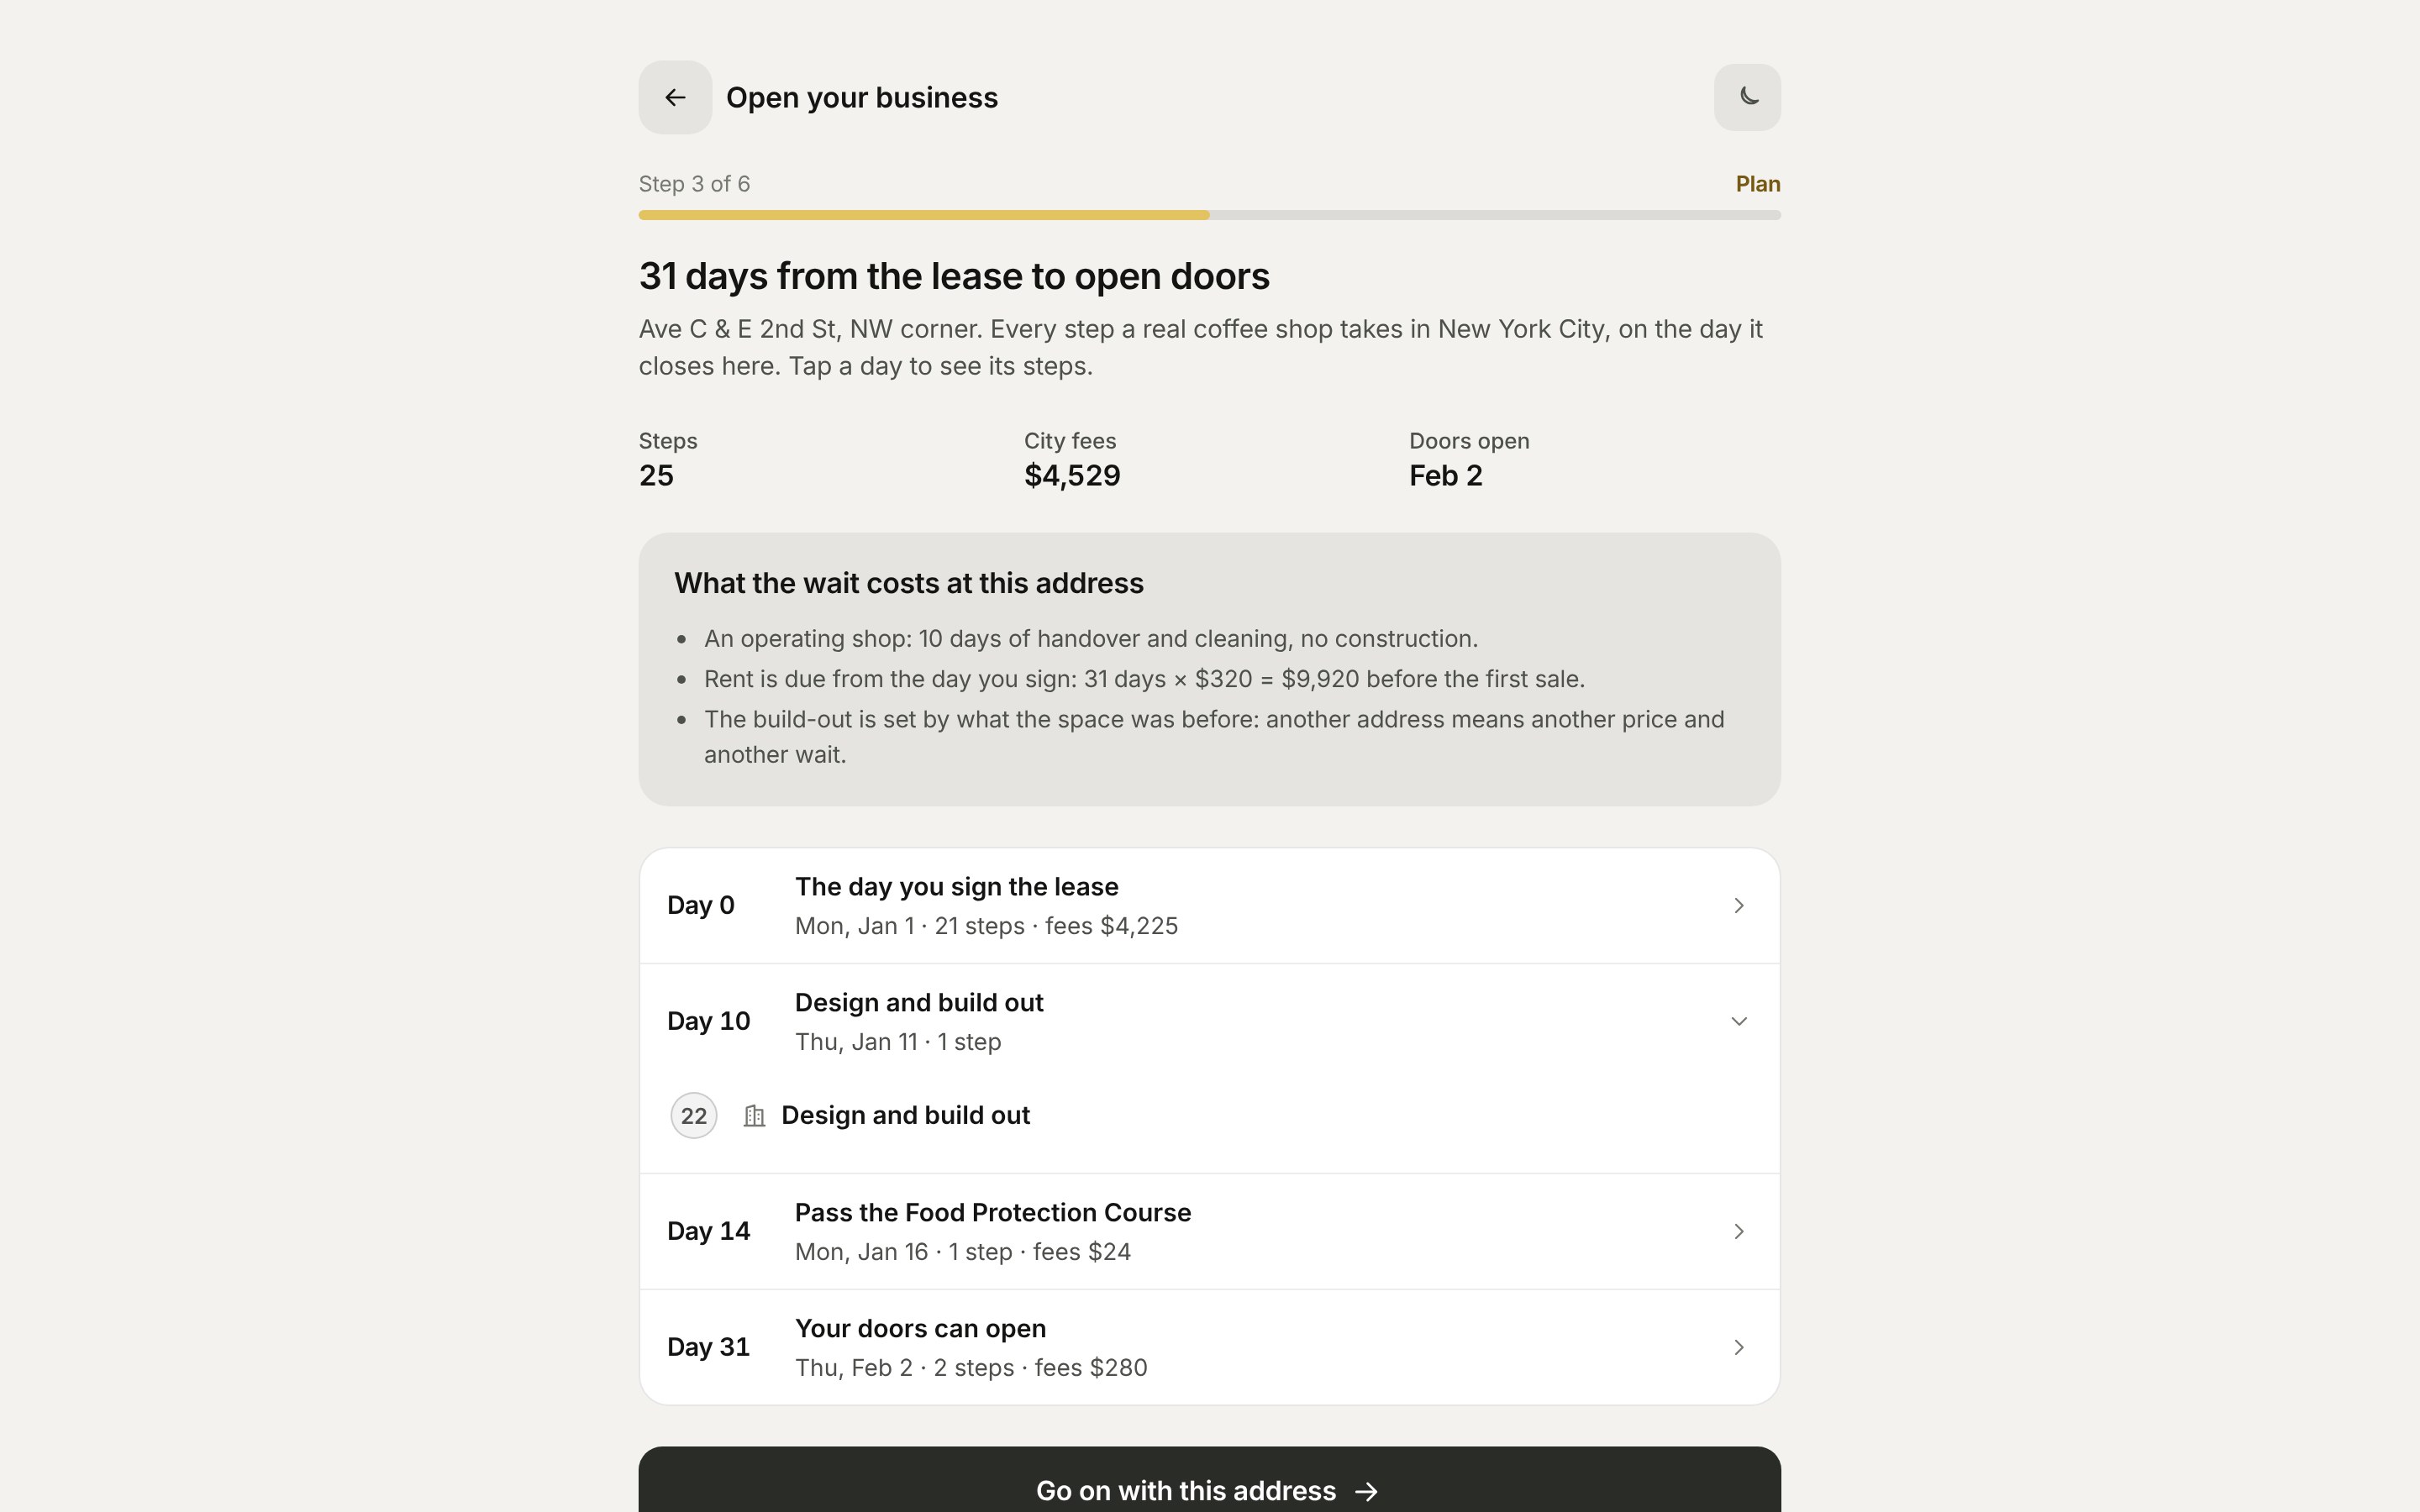 Open your business
Step 3 of 6
Plan
31 days from the lease to open doors
Ave C & E 2nd St, NW corner. Every step a real coffee shop takes in New York City, on the day it
closes here. Tap a day to see its steps.
Steps
25
City fees
$4,529
Doors open
Feb 2
What the wait costs at this address
• An operating shop: 10 days of handover and cleaning, no construction.
• Rent is due from the day you sign: 31 days × $320 = $9,920 before the first sale.
• The build-out is set by what the space was before: another address means another price and
another wait.
Day 0
The day you sign the lease
Mon, Jan 1 · 21 steps · fees $4,225
Day 10
Design and build out
Thu, Jan 11 · 1 step
22
Design and build out
Day 14
Pass the Food Protection Course
Mon, Jan 16 · 1 step · fees $24
Day 31
Your doors can open
Thu, Feb 2 · 2 steps · fees $280
Go on with this address →